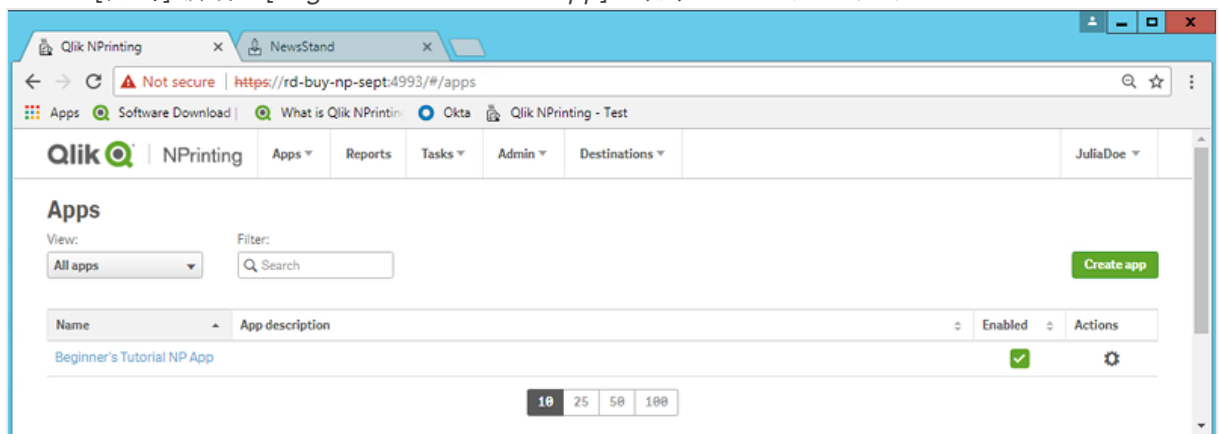 Qlik NPrinting
NewsStand
Not secure | https://rd-buy-np-sept:4993/#/apps
Apps Software Download | What is Qlik NPrintin Okta Qlik NPrinting - Test
Qlik NPrinting Apps Reports Tasks Admin Destinations JuliaDoe
Apps
View: Filter:
All apps Search Create app
Name App description Enabled Actions
Beginner's Tutorial NP App
10 25 50 100